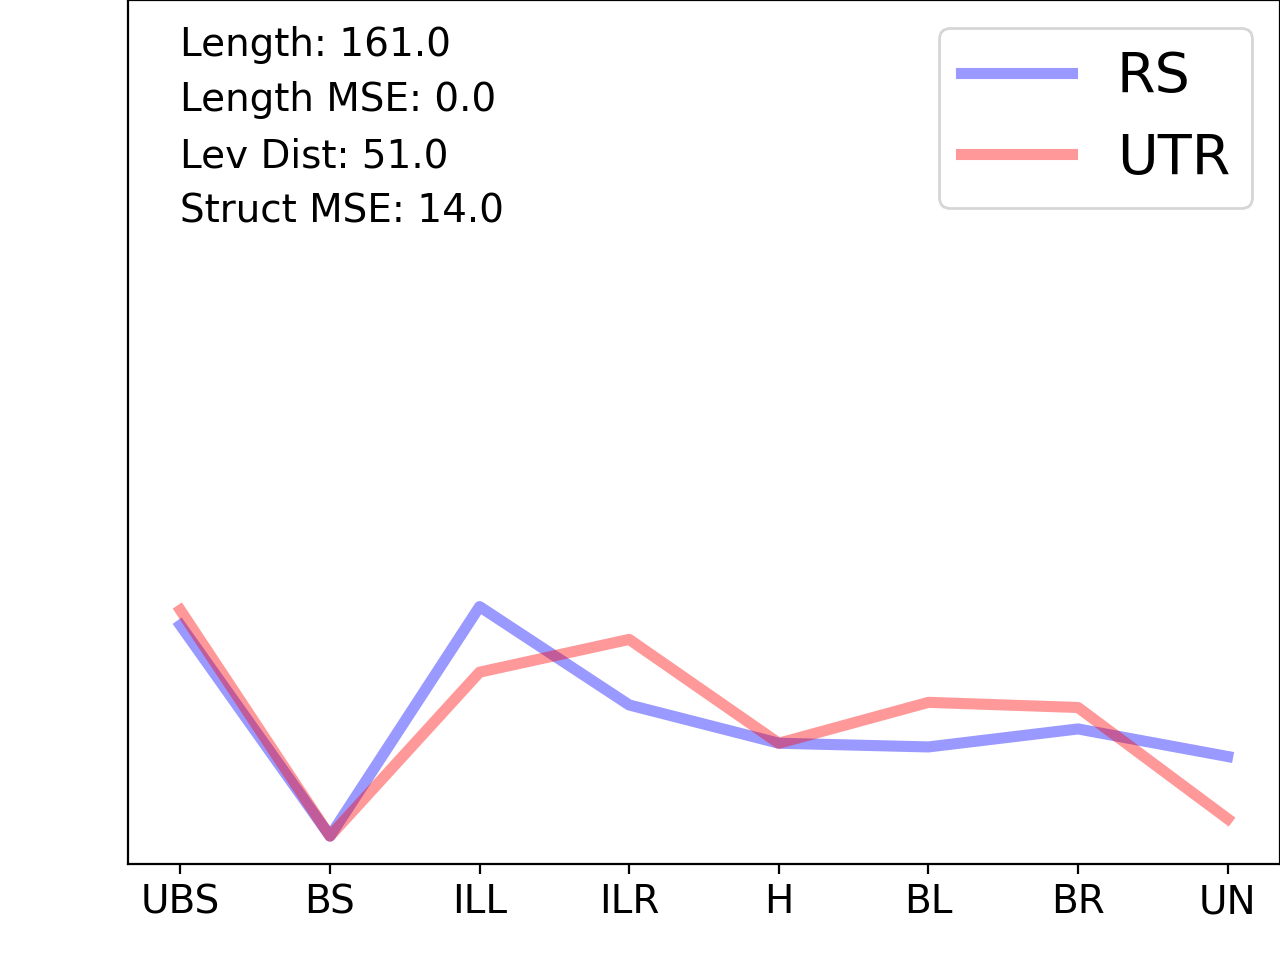 Length: 161.0
Length MSE: 0.0
Lev Dist: 51.0
Struct MSE: 14.0
RS
UTR
UBS BS ILL ILR H BL BR UN